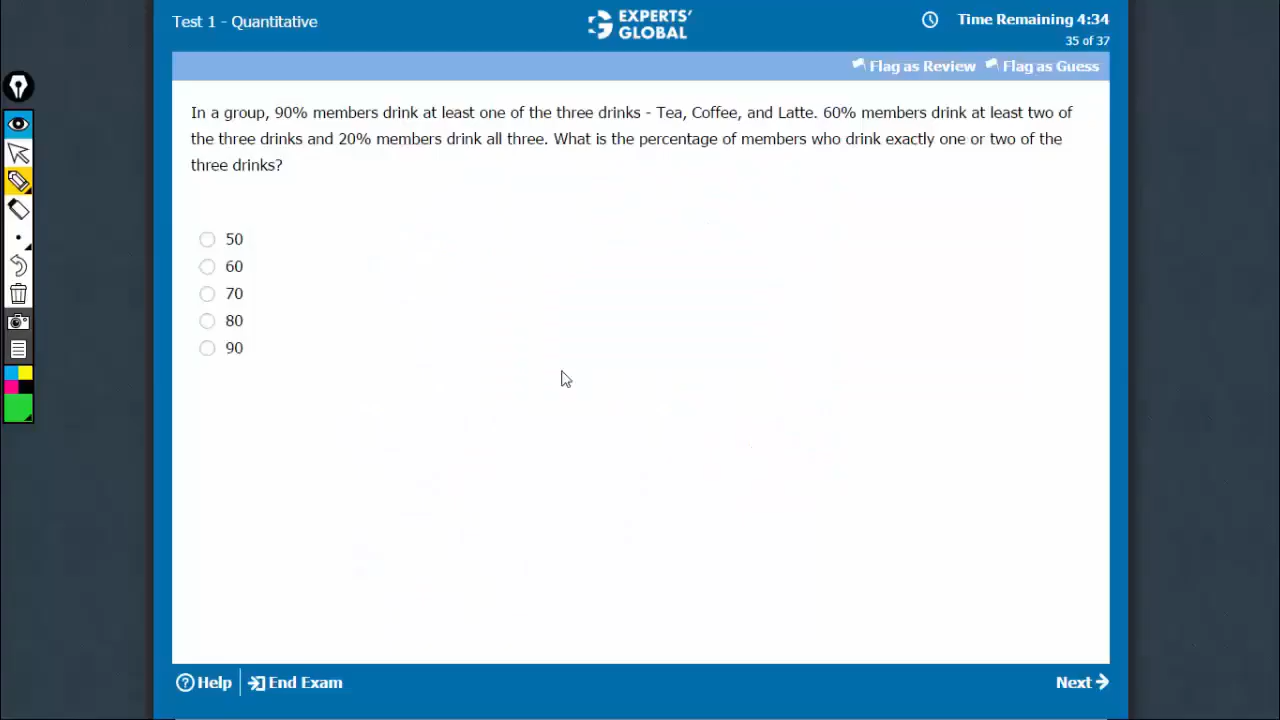 Test 1 - Quantitative
EXPERTS'
GLOBAL
Time Remaining 4:34
35 of 37
Flag as Review Flag as Guess
In a group, 90% members drink at least one of the three drinks - Tea, Coffee, and Latte. 60% members drink at least two of
the three drinks and 20% members drink all three. What is the percentage of members who drink exactly one or two of the
three drinks?
50
60
70
80
90
Help End Exam
Next